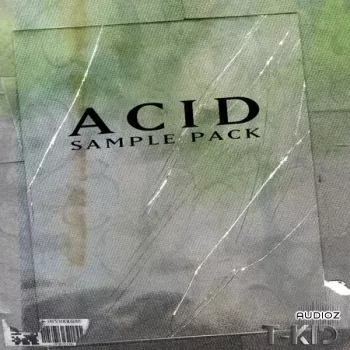 ACID
SAMPLE PACK
AUDIOZ
T-KID